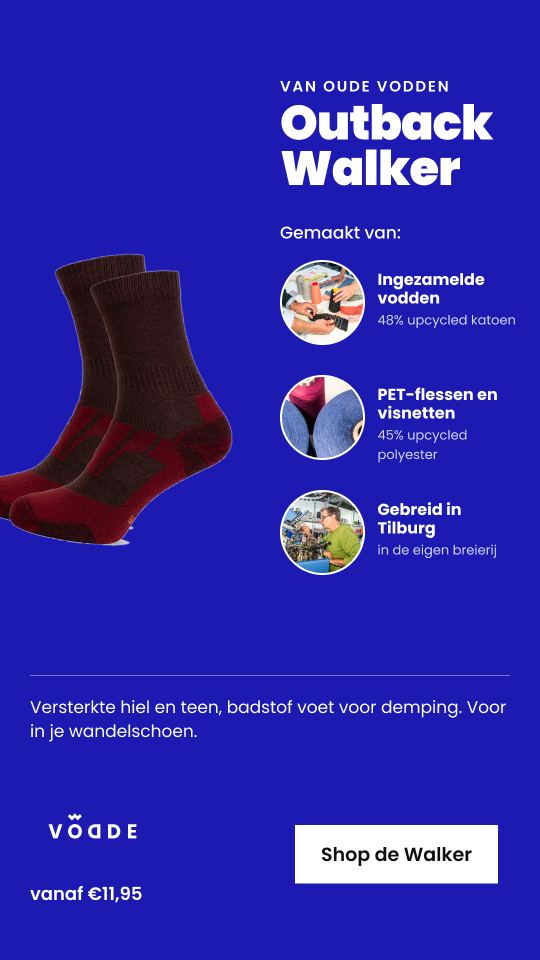 VAN OUDE VODDEN
Outback
Walker
Gemaakt van:
Ingezamelde
vodden
48% upcycled katoen
PET-flessen en
visnetten
45% upcycled
polyester
Gebreid in
Tilburg
in de eigen breierij
Versterkte hiel en teen, badstof voet voor demping. Voor
in je wandelschoen.
VODDE
Shop de Walker
vanaf €11,95